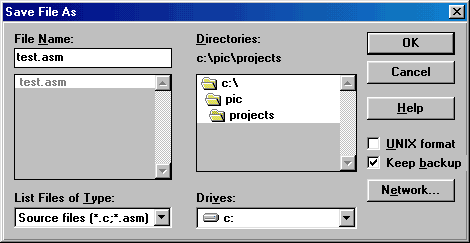 Save File As
File Name:
test.asm
test.asm
List Files of Type:
Source files (*.c;*.asm)
Directories:
c:\pic\projects
c:\
pic
projects
Drives:
c:
OK
Cancel
Help
UNIX format
Keep backup
Network...